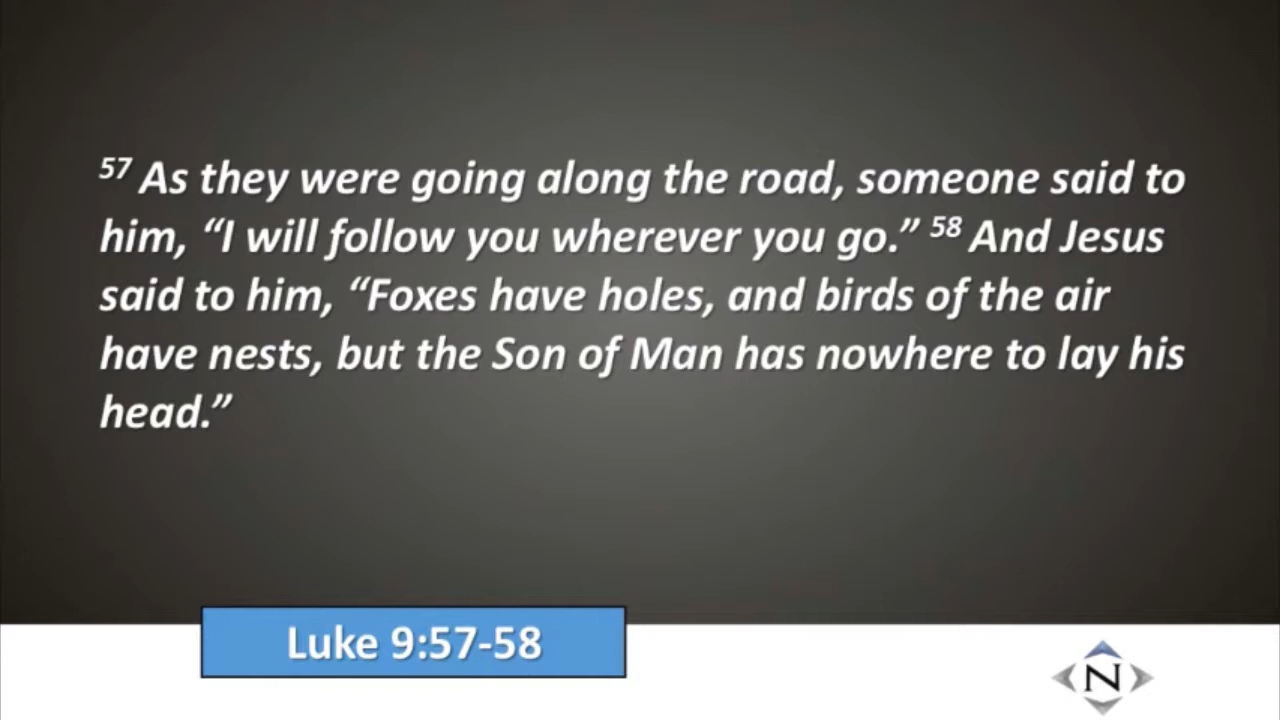 57 As they were going along the road, someone said to
him, “I will follow you wherever you go.” 58 And Jesus
said to him, “Foxes have holes, and birds of the air
have nests, but the Son of Man has nowhere to lay his
head.”
Luke 9:57-58
N